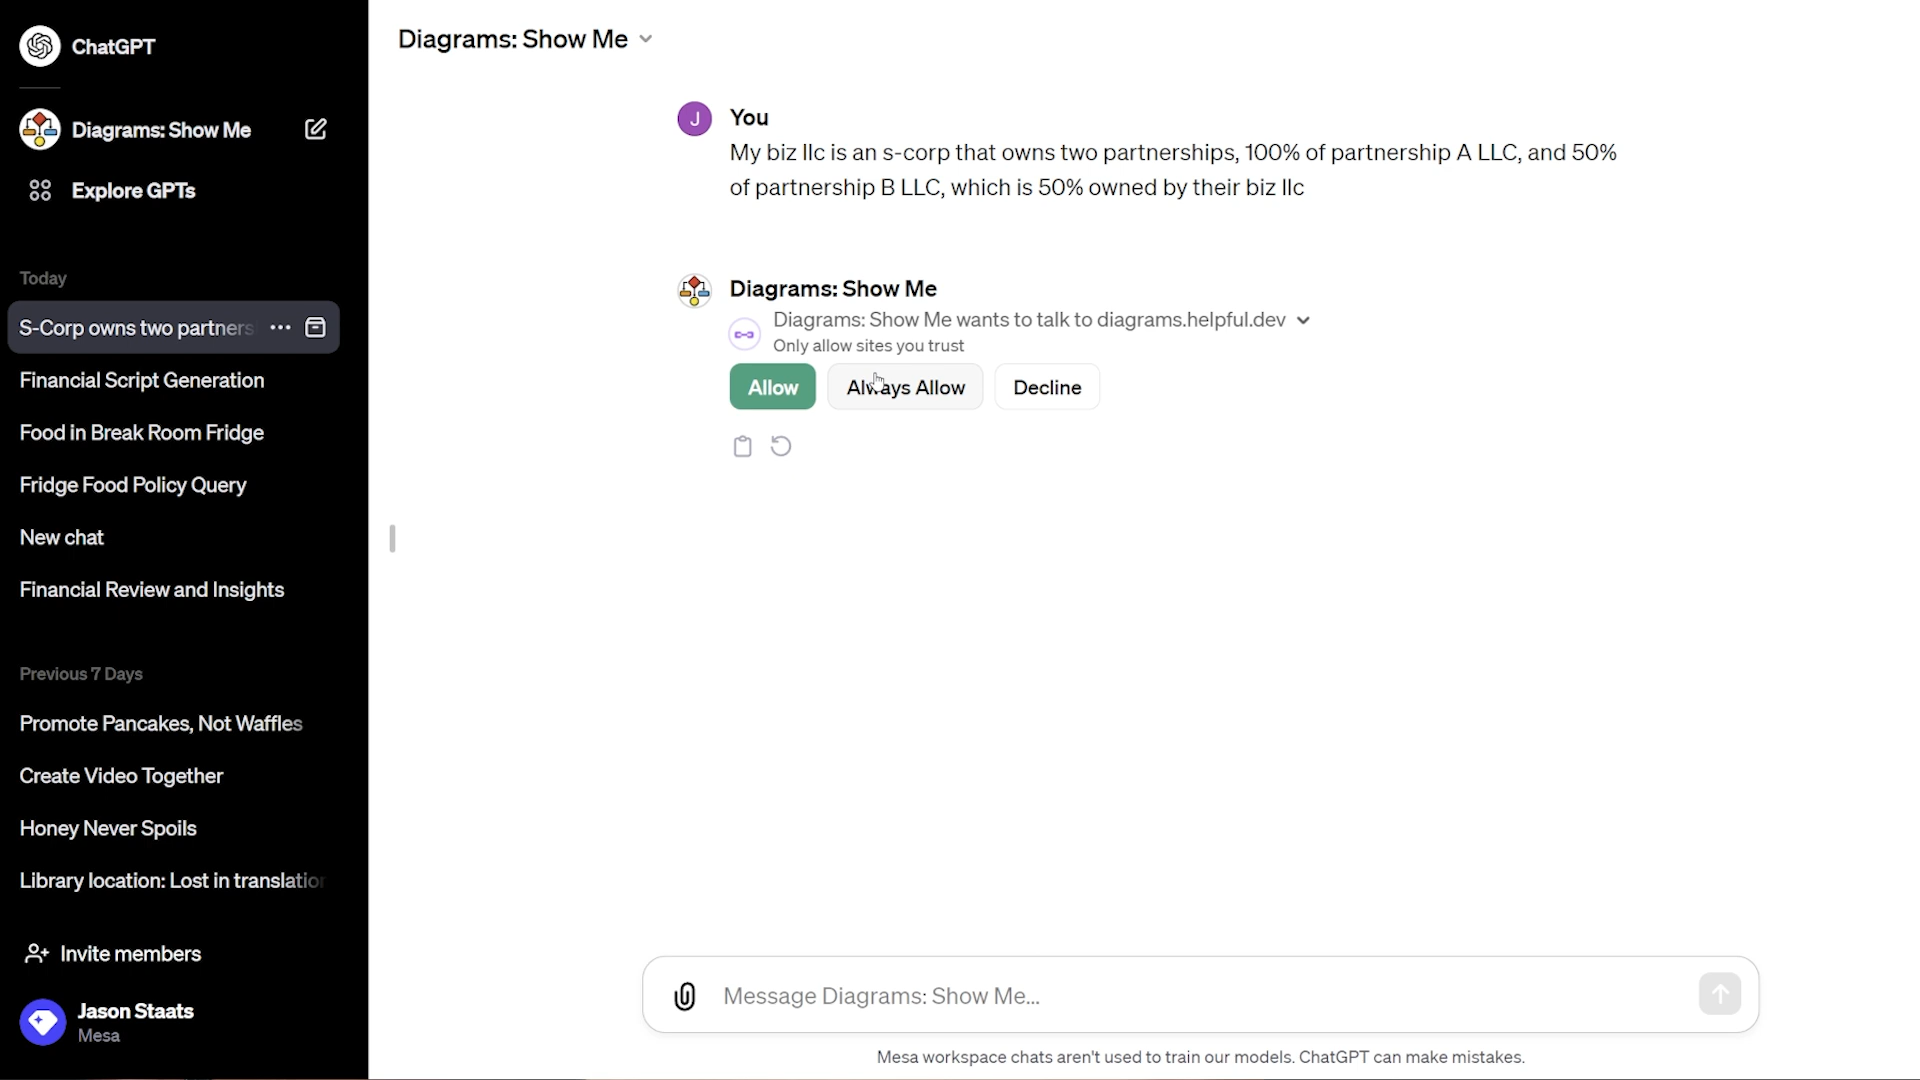 ChatGPT
Diagrams: Show Me
Explore GPTs
Today
S-Corp owns two partners
Financial Script Generation
Food in Break Room Fridge
Fridge Food Policy Query
New chat
Financial Review and Insights
Previous 7 Days
Promote Pancakes, Not Waffles
Create Video Together
Honey Never Spoils
Library location: Lost in translation
Invite members
Jason Staats
Mesa
Diagrams: Show Me
J
You
My biz llc is an s-corp that owns two partnerships, 100% of partnership A LLC, and 50%
of partnership B LLC, which is 50% owned by their biz llc
Diagrams: Show Me
Diagrams: Show Me wants to talk to diagrams.helpful.dev
Only allow sites you trust
Allow
Always Allow
Decline
Message Diagrams: Show Me...
Mesa workspace chats aren't used to train our models. ChatGPT can make mistakes.